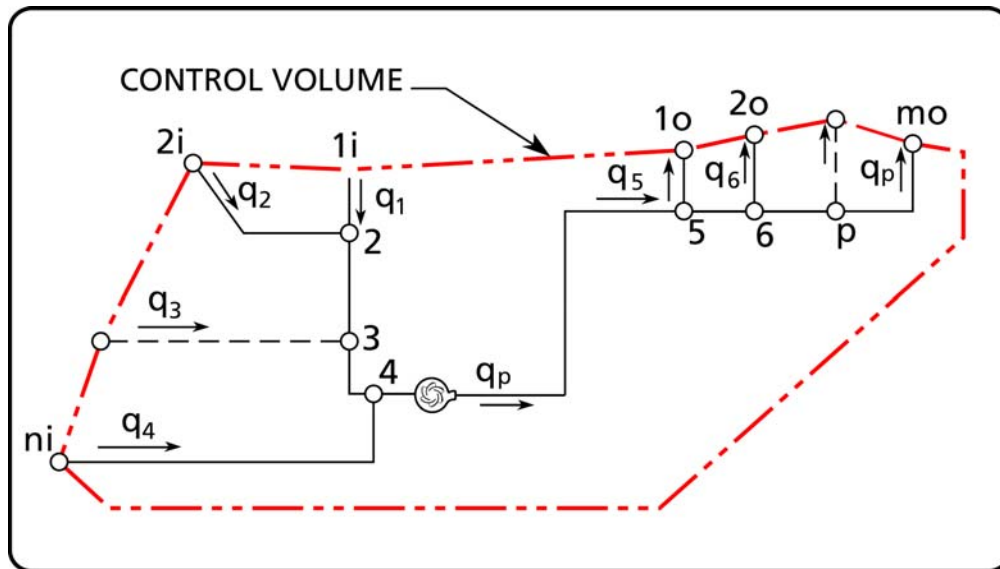 CONTROL VOLUME
2i
1i
1o
2o
mo
q₂
q₁
q₅
q₆
qₚ
2
5
6
p
q₃
3
4
qₚ
ni
q₄